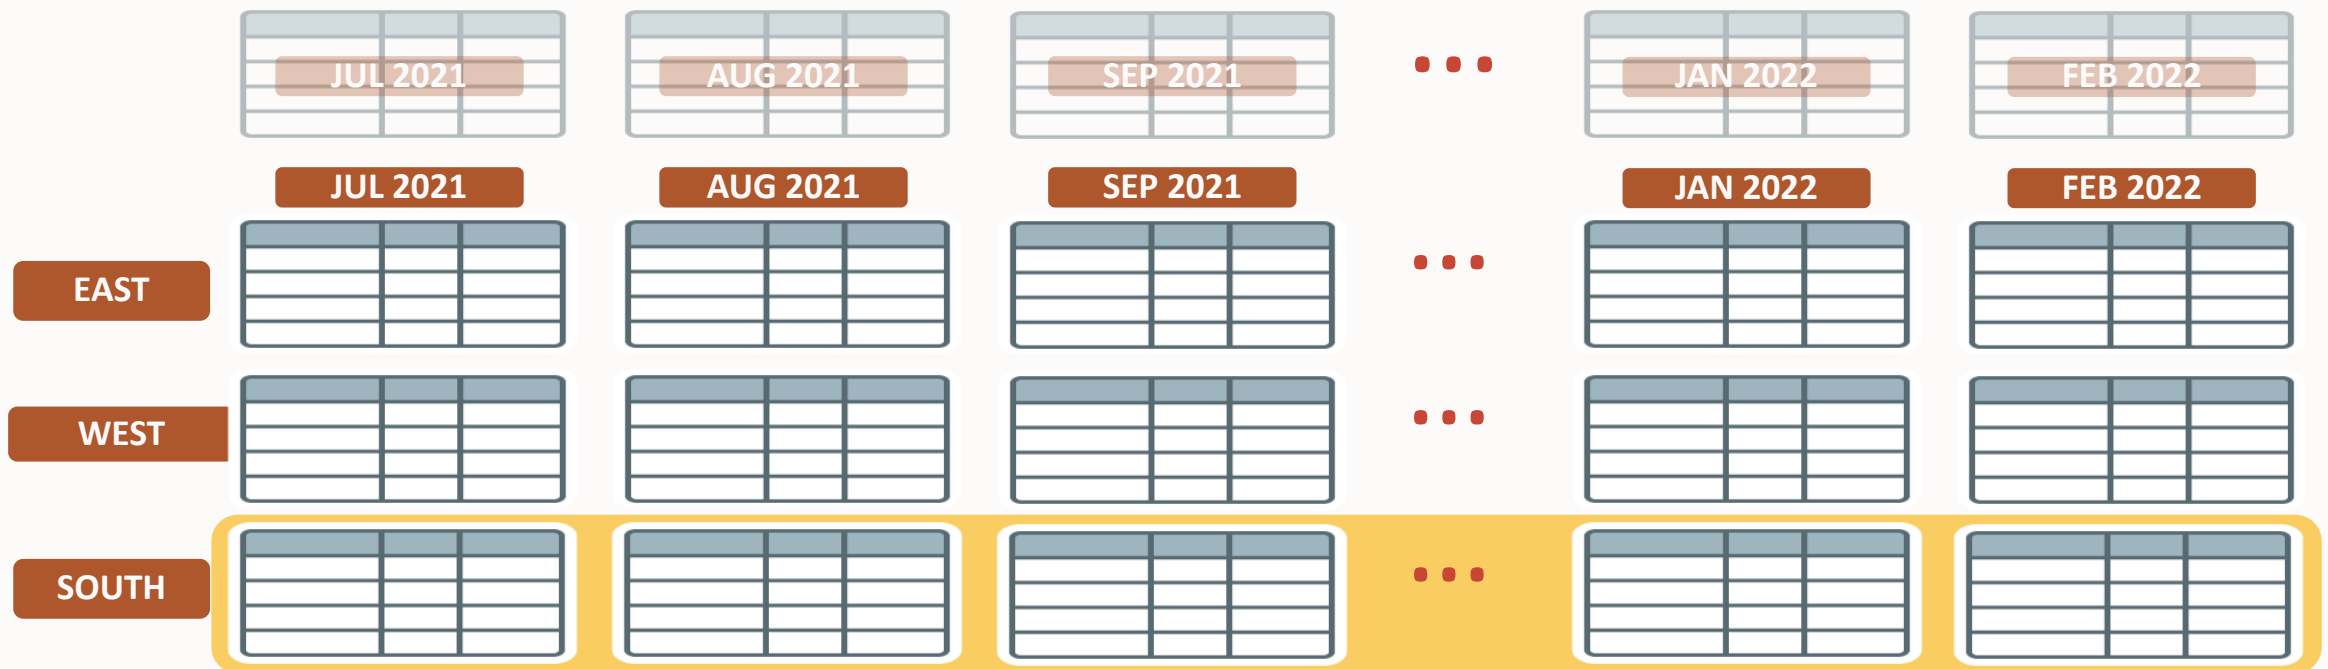 JUL 2021 AUG 2021 SEP 2021 ... JAN 2022 FEB 2022
JUL 2021 AUG 2021 SEP 2021 JAN 2022 FEB 2022
EAST ...
WEST ...
SOUTH ...